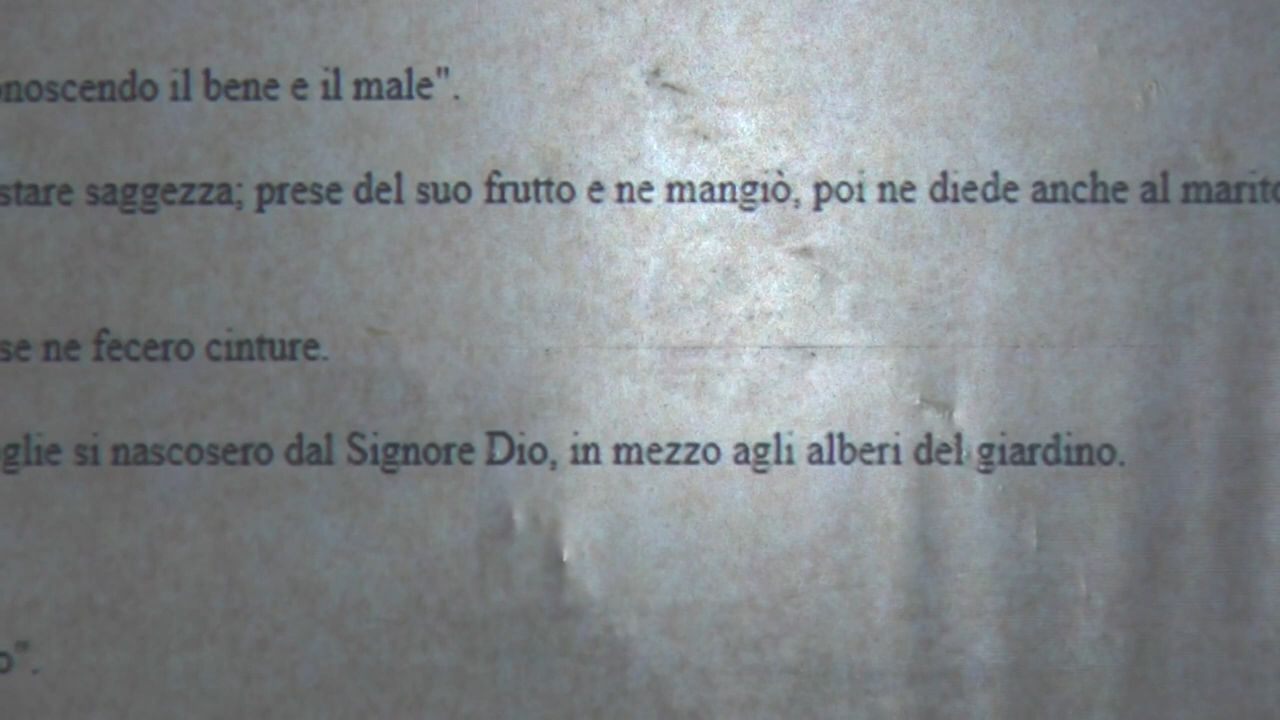 onoscendo il bene e il male".
stare saggezza; prese del suo frutto e ne mangiò, poi ne diede anche al marito
se ne fecero cinture.
glie si nascosero dal Signore Dio, in mezzo agli alberi del giardino.
o".